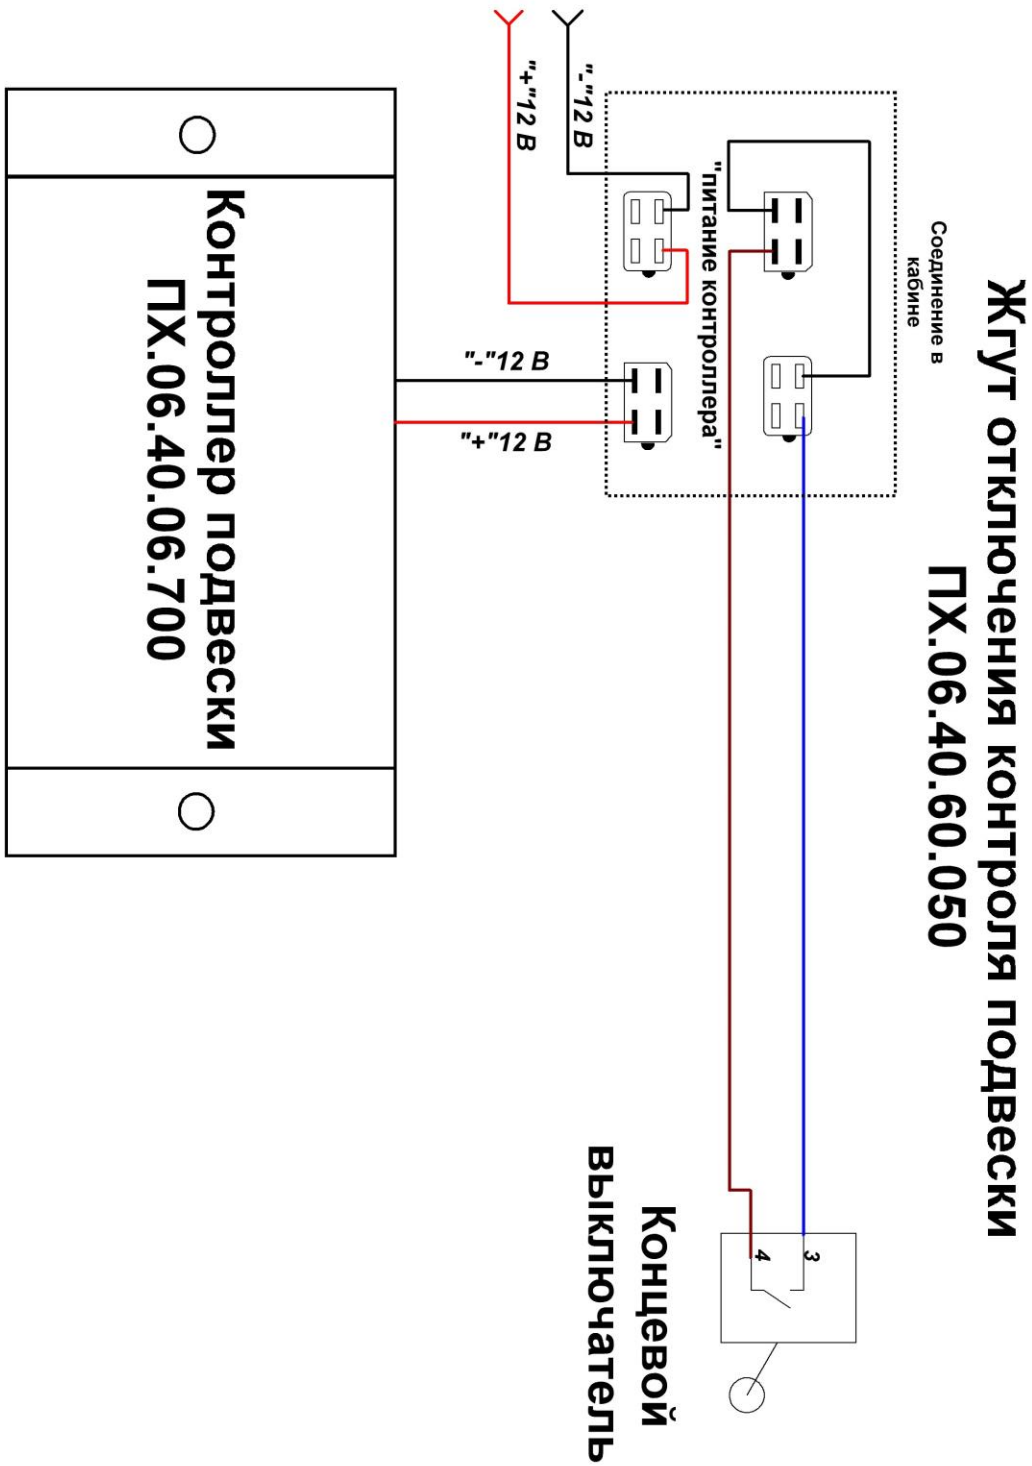 Жгут отключения контроля подвески
ПХ.06.40.60.050
Соединение в
кабине
"-"12 В
"+"12 В
"питание контроллера"
"-"12 В
"+"12 В
Контроллер подвески
ПХ.06.40.06.700
3
4
Концевой
выключатель